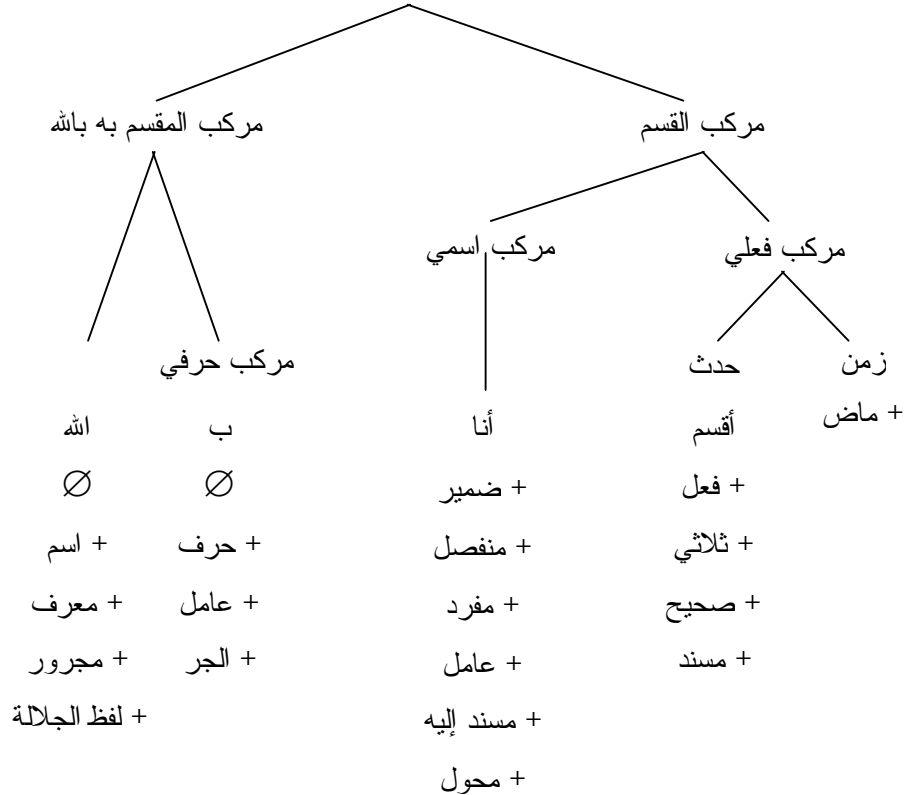 مركب القسم مركب المقسم به بالله
مركب فعلي مركب اسمي
زمن حدث مركب حرفي
+ ماض أقسم أنا ب الله
+ فعل + ضمير ∅ ∅
+ ثلاثي + منفصل + حرف + اسم
+ صحيح + مفرد + عامل + معرف
+ مسند + عامل + الجر + مجرور
+ مسند إليه + لفظ الجلالة
+ محول